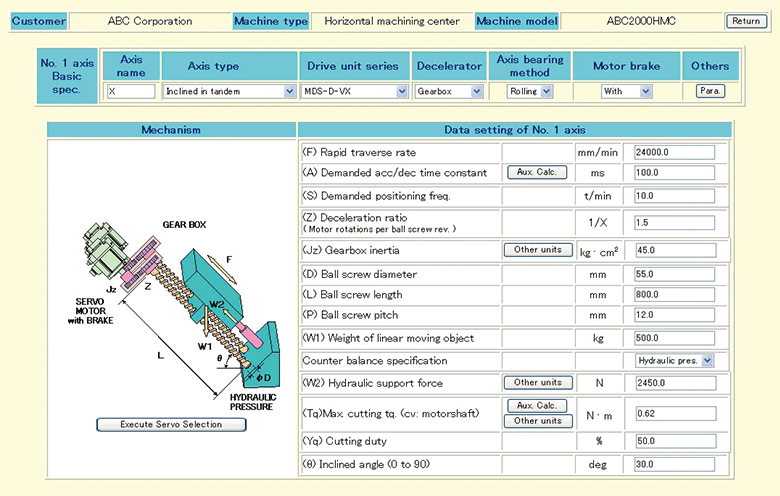 Customer ABC Corporation Machine type Horizontal machining center Machine model ABC2000HMC Return
No. 1 axis Basic spec.
Axis name Axis type Drive unit series Decelerator Axis bearing method Motor brake Others
X Inclined in tandem MDS-D-VX Gearbox Rolling With Para.
Mechanism Data setting of No. 1 axis
(F) Rapid traverse rate mm/min 24000.0
(A) Demanded acc/dec time constant Aux. Calc. ms 100.0
(S) Demanded positioning freq. t/min 10.0
(Z) Deceleration ratio
( Motor rotations per ball screw rev. ) 1/X 1.5
(Jz) Gearbox inertia Other units kg・cm² 45.0
(D) Ball screw diameter mm 55.0
(L) Ball screw length mm 800.0
(P) Ball screw pitch mm 12.0
(W1) Weight of linear moving object kg 500.0
Counter balance specification Hydraulic pres.
(W2) Hydraulic support force Other units N 2450.0
(Tq)Max. cutting tq. (cv: motorshaft) Aux. Calc. Other units N・m 0.62
(Yq) Cutting duty % 50.0
(θ) Inclined angle (0 to 90) deg 30.0
GEAR BOX
F
Jz
Z
SERVO
MOTOR
with BRAKE
W2
W1
L
θ
φD
HYDRAULIC
PRESSURE
Execute Servo Selection